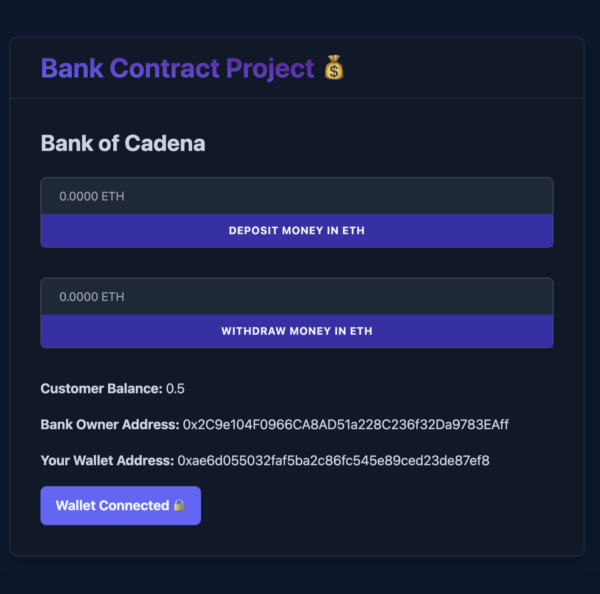 Bank Contract Project 💰
Bank of Cadena
0.0000 ETH
DEPOSIT MONEY IN ETH
0.0000 ETH
WITHDRAW MONEY IN ETH
Customer Balance: 0.5
Bank Owner Address: 0x2C9e104F0966CA8AD51a228C236f32Da9783EAff
Your Wallet Address: 0xae6d055032faf5ba2c86fc545e89ced23de87ef8
Wallet Connected 🔒